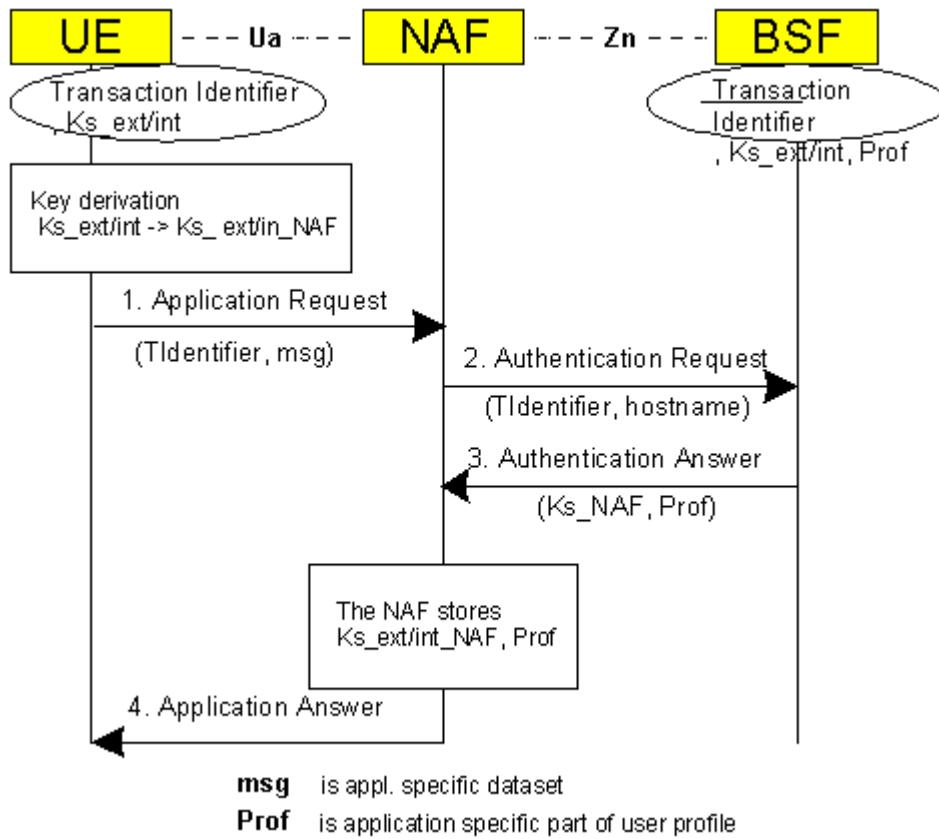 UE Ua NAF Zn BSF
Transaction Identifier
, Ks_ext/int
Transaction
Identifier
, Ks_ext/int, Prof
Key derivation
Ks_ext/int -> Ks_ ext/in_NAF
1. Application Request
(TIdentifier, msg)
2. Authentication Request
(TIdentifier, hostname)
3. Authentication Answer
(Ks_NAF, Prof)
The NAF stores
Ks_ext/int_NAF, Prof
4. Application Answer
msg is appl. specific dataset
Prof is application specific part of user profile